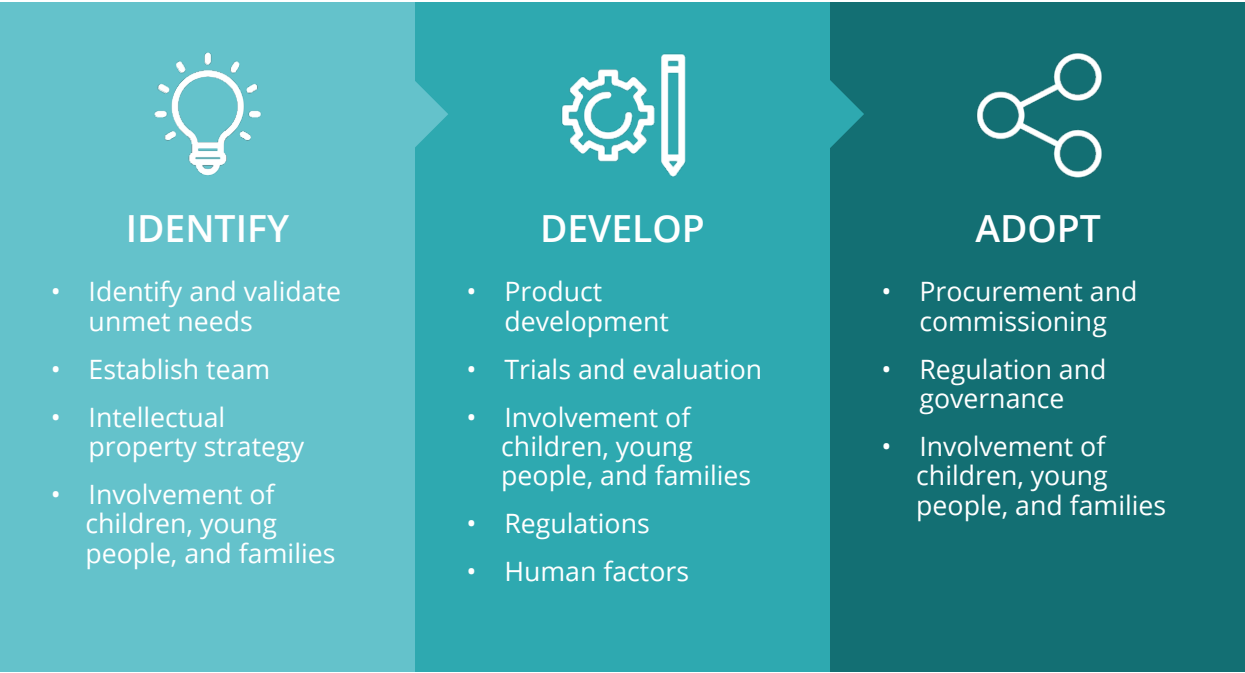 IDENTIFY
• Identify and validate
unmet needs
• Establish team
• Intellectual
property strategy
• Involvement of
children, young
people, and families
DEVELOP
• Product
development
• Trials and evaluation
• Involvement of
children, young
people, and families
• Regulations
• Human factors
ADOPT
• Procurement and
commissioning
• Regulation and
governance
• Involvement of
children, young
people, and families